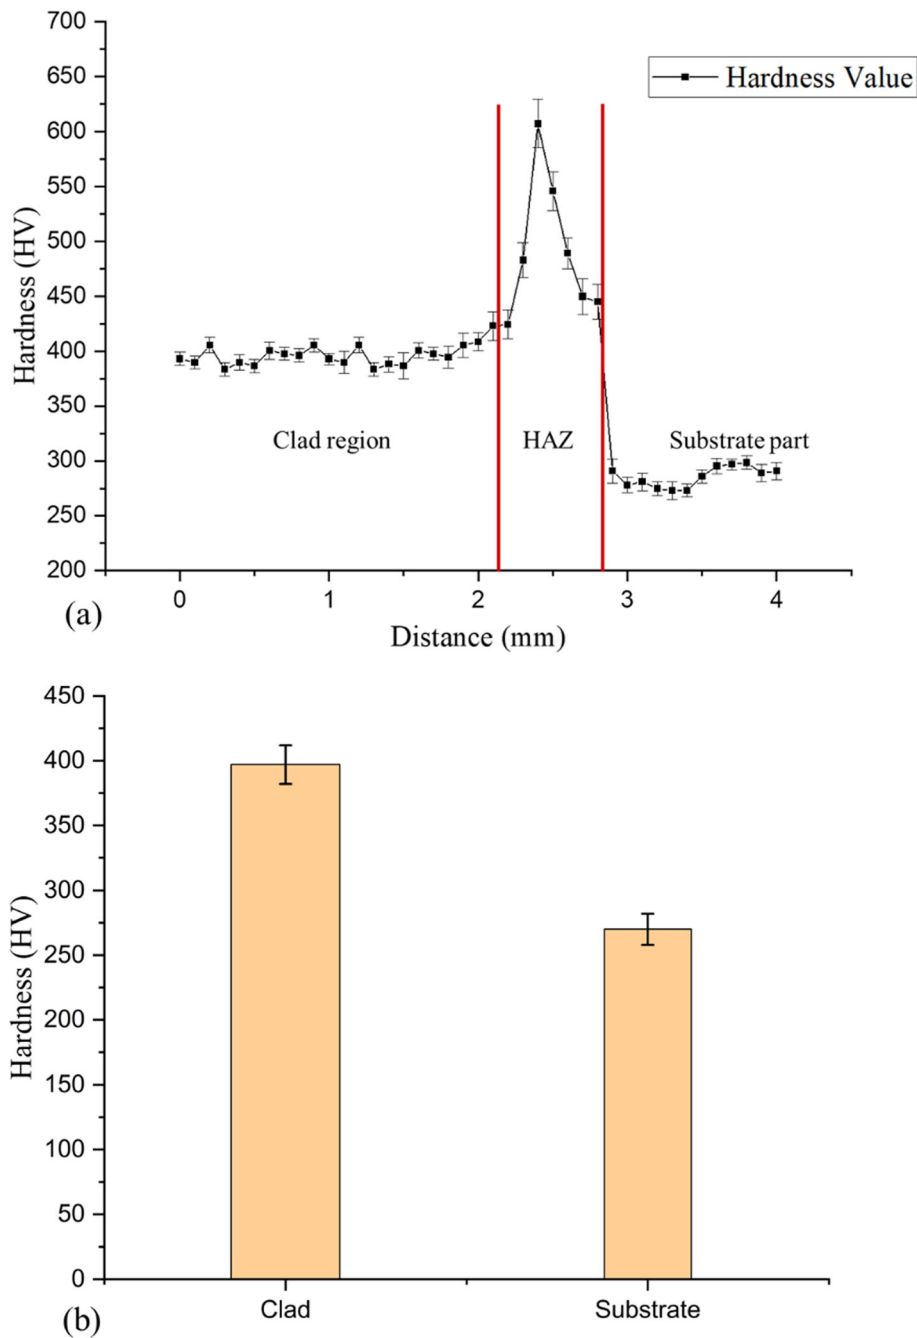 700
650
600
550
500
450
400
350
300
250
200
Hardness (HV)
Hardness Value
Clad region
HAZ
Substrate part
0
1
2
3
4
(a)
Distance (mm)
450
400
350
300
250
200
150
100
50
0
Hardness (HV)
Clad
Substrate
(b)